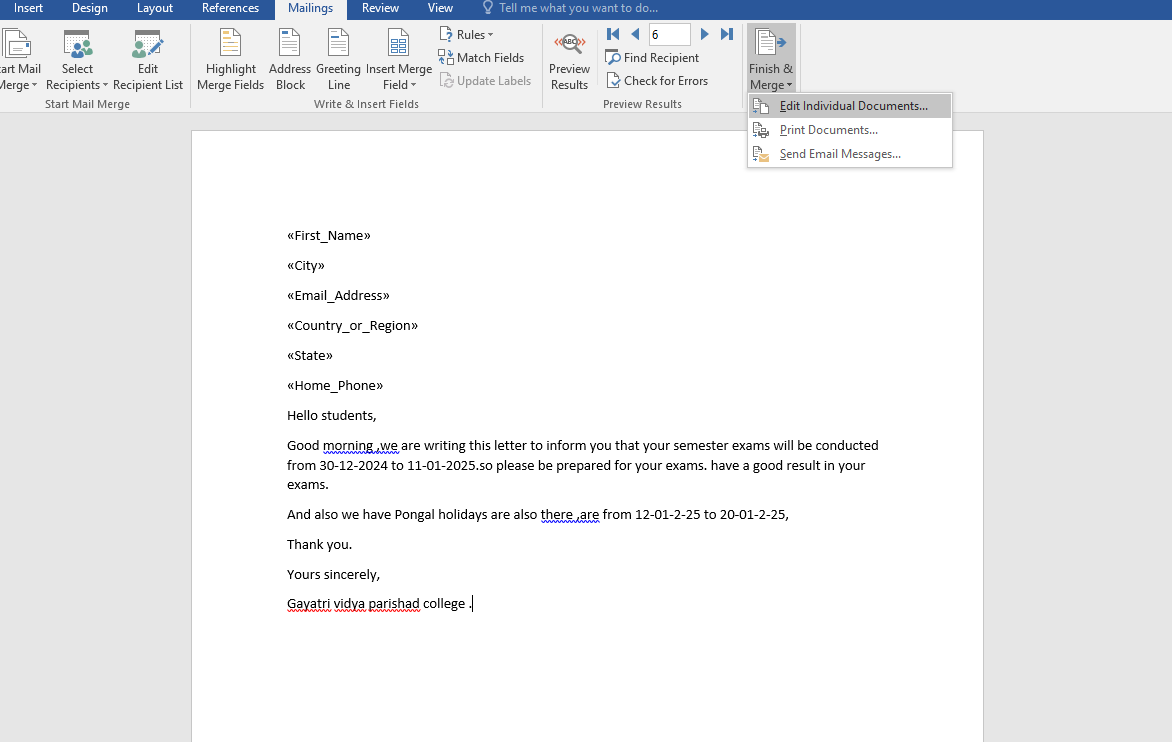 Insert Design Layout References Mailings Review View Tell me what you want to do...
art Mail Merge
Select Recipients
Edit Recipient List
Start Mail Merge
Highlight Merge Fields
Address Block
Greeting Line
Insert Merge Field
Rules
Match Fields
Update Labels
Write & Insert Fields
«ABC»
Preview Results
6
Find Recipient
Check for Errors
Preview Results
Finish & Merge
Edit Individual Documents...
Print Documents...
Send Email Messages...
«First_Name»
«City»
«Email_Address»
«Country_or_Region»
«State»
«Home_Phone»
Hello students,
Good morning ,we are writing this letter to inform you that your semester exams will be conducted
from 30-12-2024 to 11-01-2025.so please be prepared for your exams. have a good result in your
exams.
And also we have Pongal holidays are also there ,are from 12-01-2-25 to 20-01-2-25,
Thank you.
Yours sincerely,
Gayatri vidya parishad college .